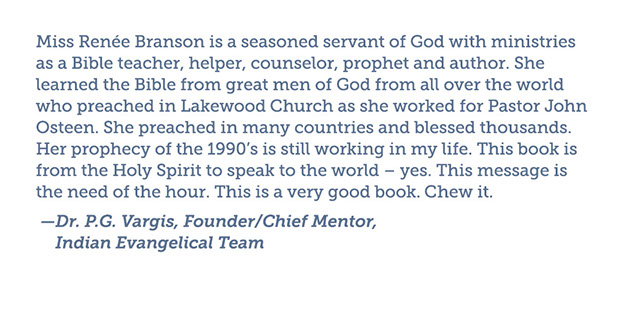 Miss Renée Branson is a seasoned servant of God with ministries
as a Bible teacher, helper, counselor, prophet and author. She
learned the Bible from great men of God from all over the world
who preached in Lakewood Church as she worked for Pastor John
Osteen. She preached in many countries and blessed thousands.
Her prophecy of the 1990’s is still working in my life. This book is
from the Holy Spirit to speak to the world – yes. This message is
the need of the hour. This is a very good book. Chew it.
—Dr. P.G. Vargis, Founder/Chief Mentor,
Indian Evangelical Team